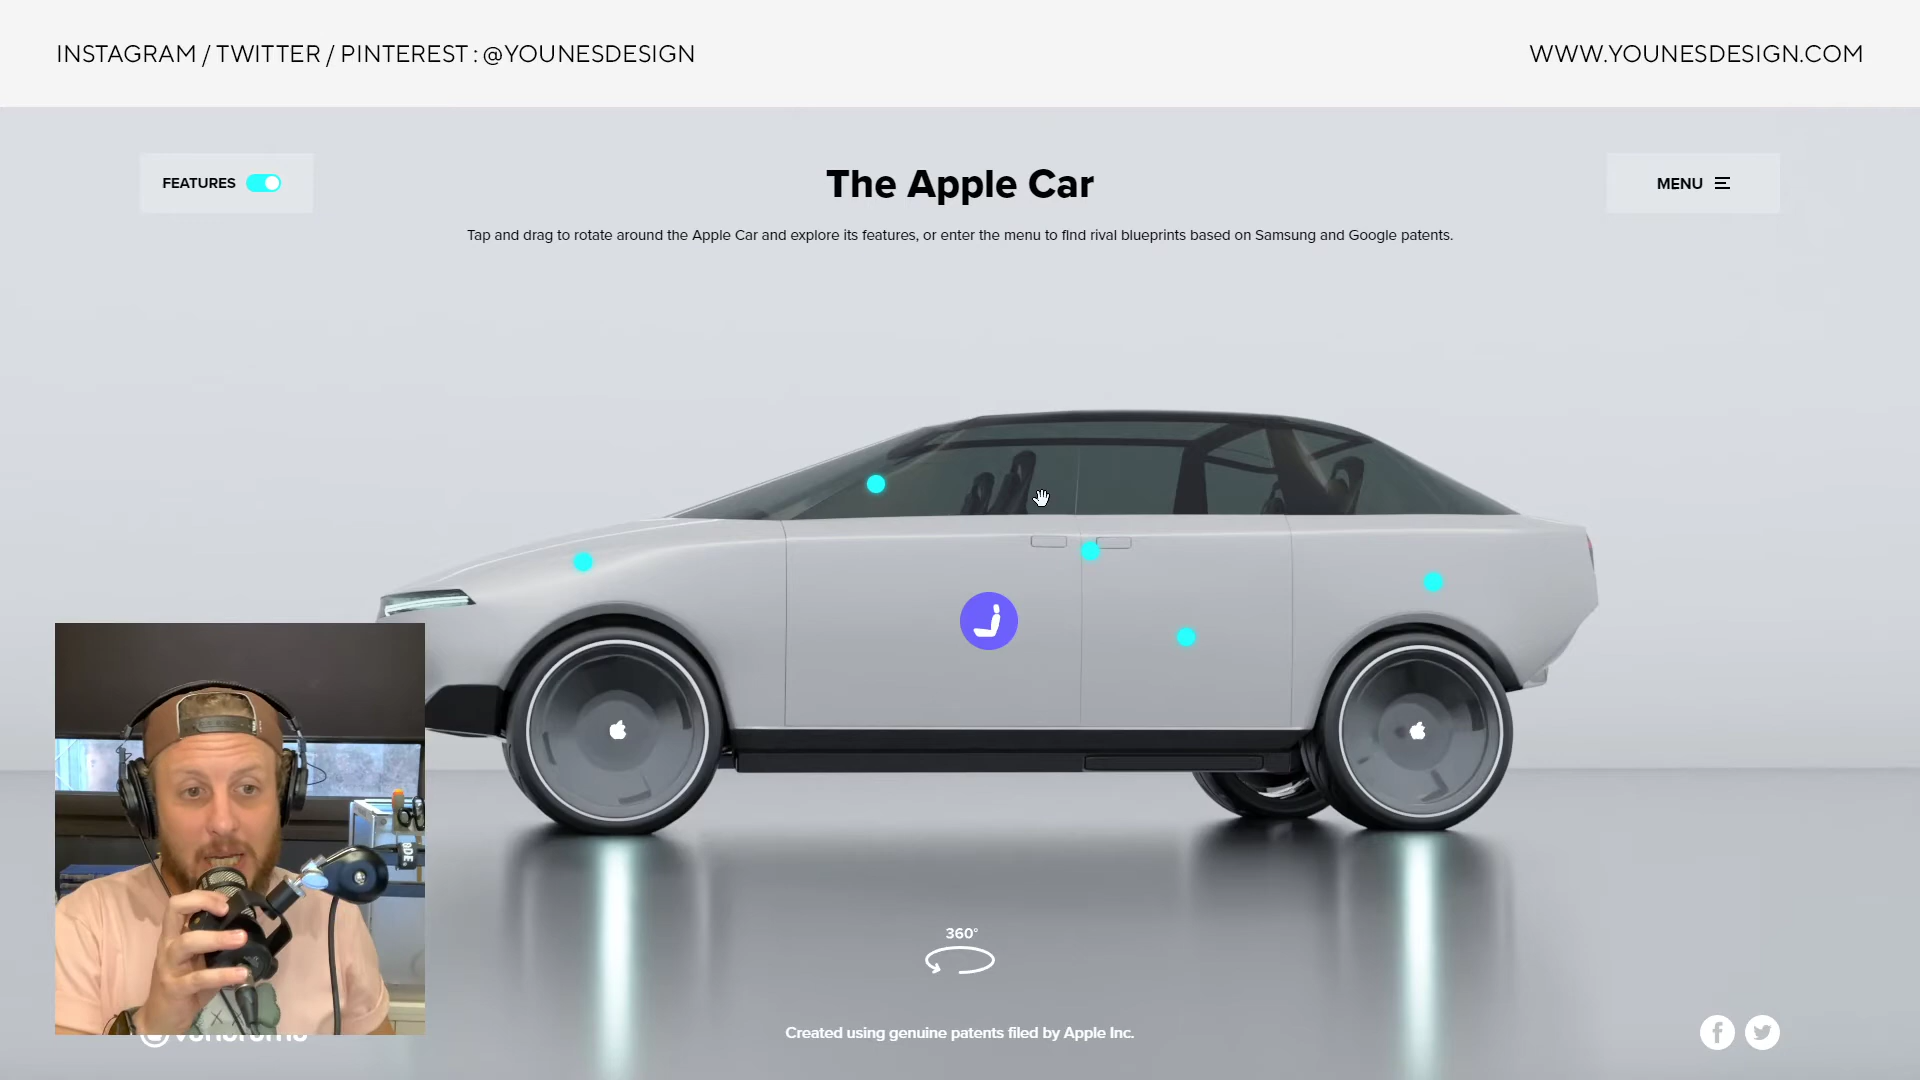 INSTAGRAM / TWITTER / PINTEREST : @YOUNESDESIGN
WWW.YOUNESDESIGN.COM
FEATURES
The Apple Car
MENU
Tap and drag to rotate around the Apple Car and explore its features, or enter the menu to find rival blueprints based on Samsung and Google patents.
360°
Created using genuine patents filed by Apple Inc.